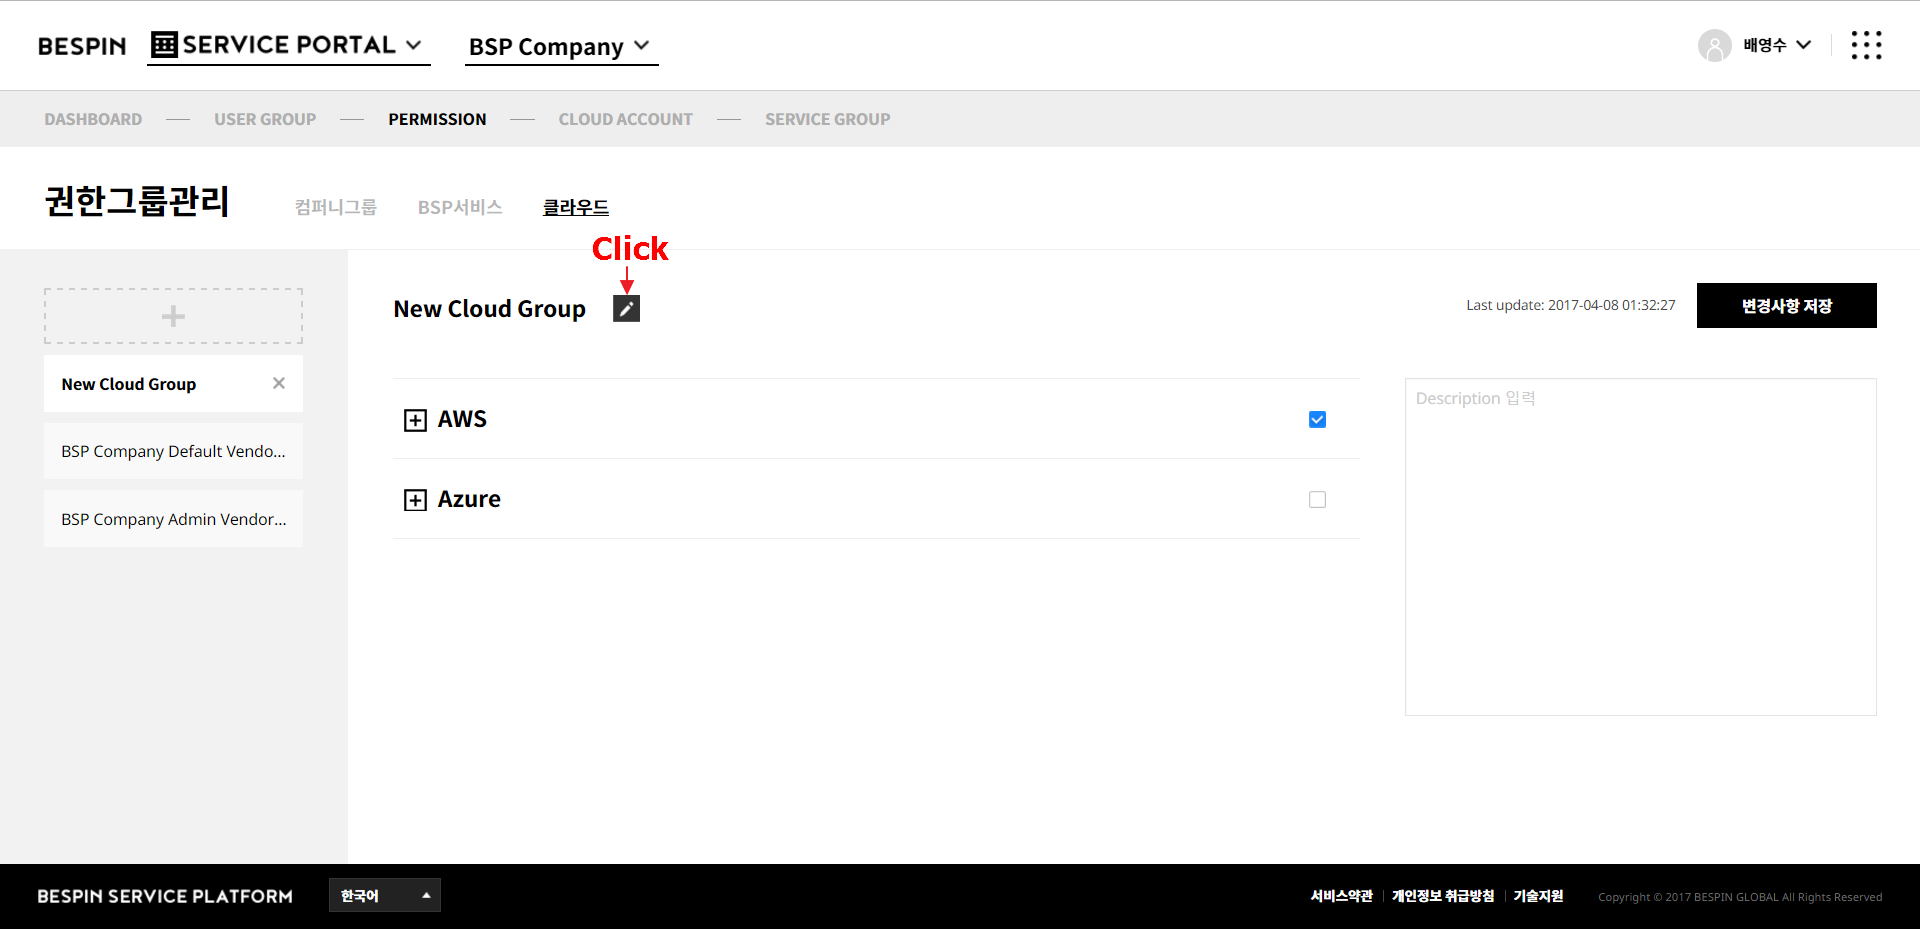 BESPIN SERVICE PORTAL BSP Company 배영수
DASHBOARD USER GROUP PERMISSION CLOUD ACCOUNT SERVICE GROUP
권한그룹관리 컴퍼니그룹 BSP서비스 클라우드
Click
New Cloud Group
BSP Company Default Vendo...
BSP Company Admin Vendor...
New Cloud Group Last update: 2017-04-08 01:32:27 변경사항 저장
AWS
Azure
Description 입력
BESPIN SERVICE PLATFORM 한국어 서비스약관 개인정보 취급방침 기술지원 Copyright © 2017 BESPIN GLOBAL All Rights Reserved